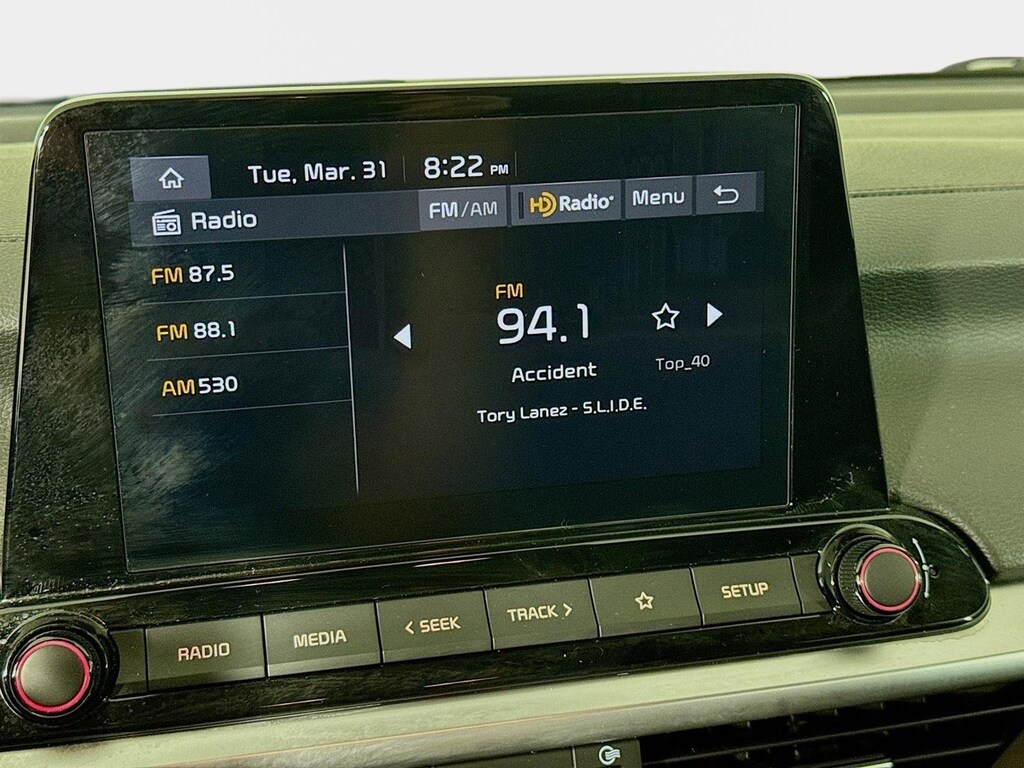 Tue, Mar. 31 8:22 PM
Radio FM/AM HD Radio Menu
FM 87.5
FM 88.1
AM 530
FM
94.1
Accident
Top_40
Tory Lanez - S.L.I.D.E.
RADIO MEDIA < SEEK TRACK > SETUP